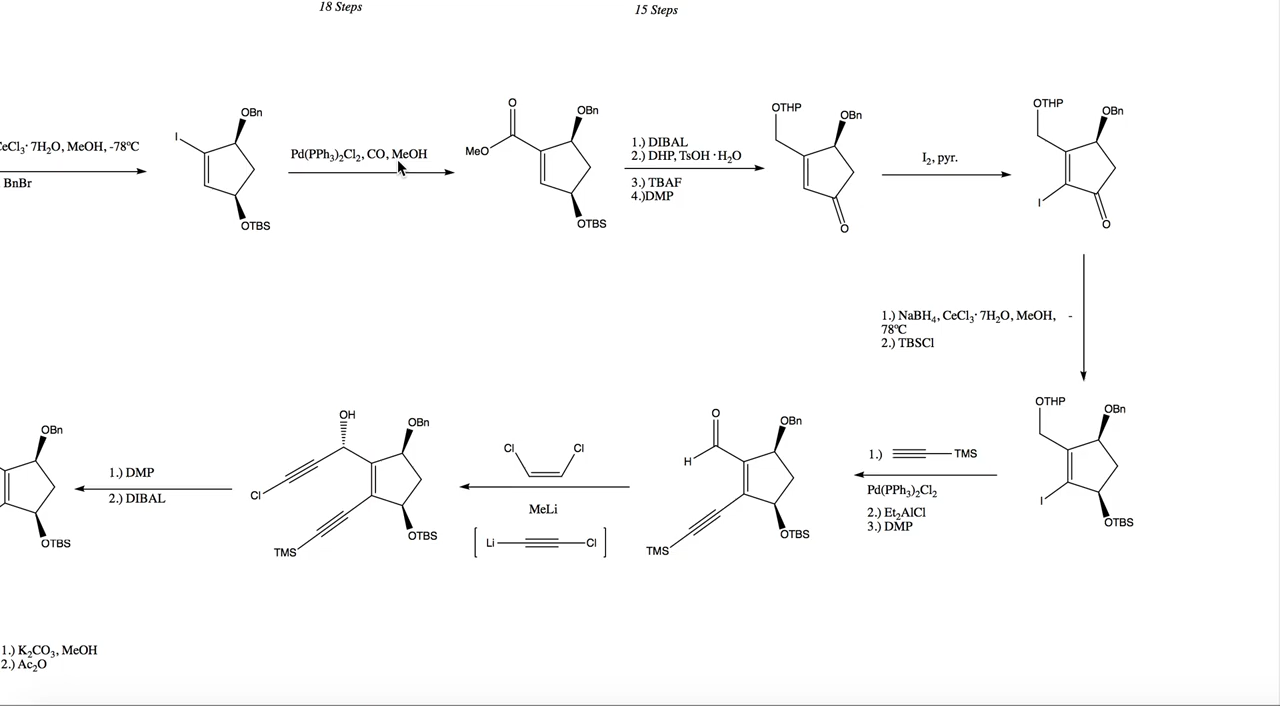 18 Steps
15 Steps
CeCl3· 7H2O, MeOH, -78ºC
BnBr
I
OBn
OTBS
Pd(PPh3)2Cl2, CO, MeOH
O
MeO
OBn
OTBS
1.) DIBAL
2.) DHP, TsOH · H2O
3.) TBAF
4.)DMP
OTHP
OBn
O
I2, pyr.
OTHP
OBn
I
O
1.) NaBH4, CeCl3· 7H2O, MeOH, -
78ºC
2.) TBSCl
OTHP
OBn
I
OTBS
1.) TMS
Pd(PPh3)2Cl2
2.) Et2AlCl
3.) DMP
O
H
OBn
OTBS
TMS
Cl Cl
MeLi
[ Li Cl ]
OH
OBn
Cl
OTBS
TMS
1.) DMP
2.) DIBAL
OBn
OTBS
1.) K2CO3, MeOH
2.) Ac2O